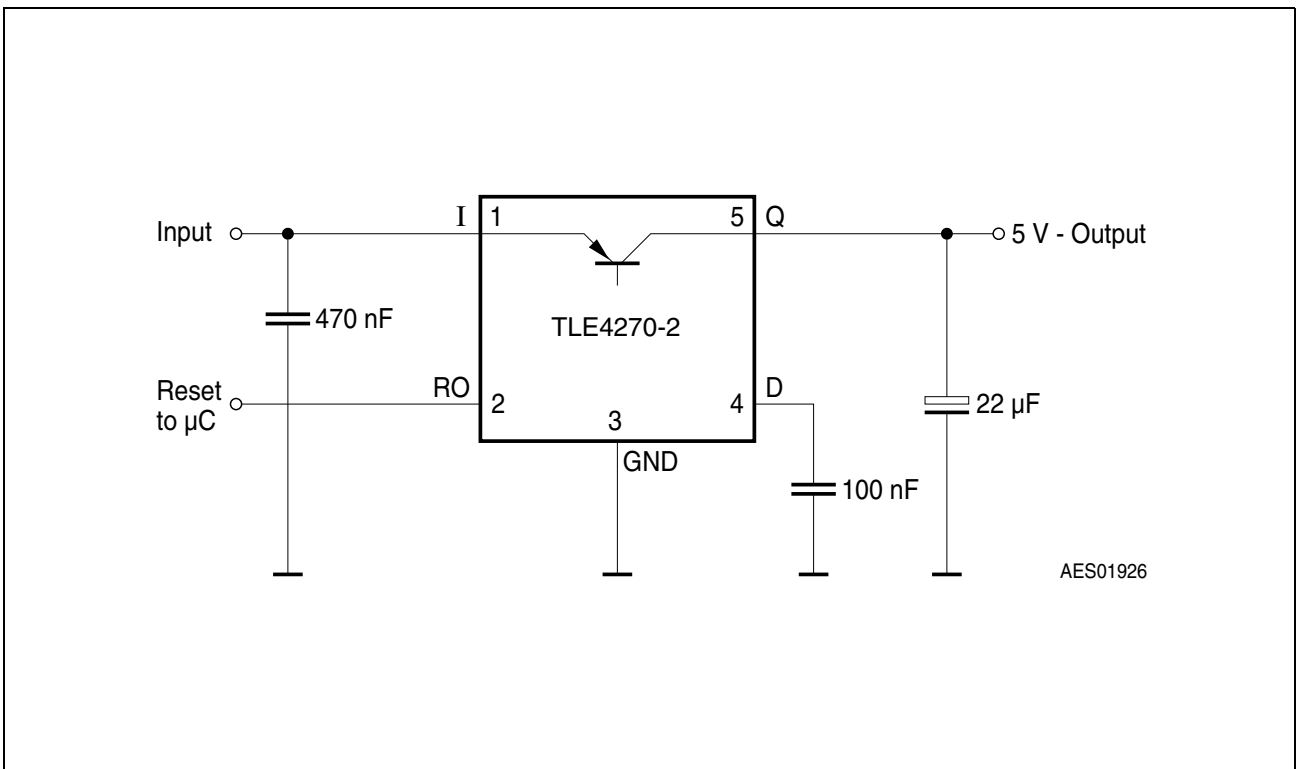 Input
I
1
5
Q
5 V - Output
470 nF
TLE4270-2
Reset
to µC
RO
2
3
GND
4
D
22 µF
100 nF
AES01926